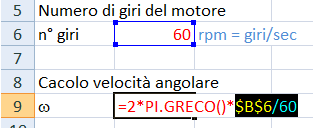 5 Numero di giri del motore
6 n° giri 60 rpm = giri/sec
7
8 Cacolo velocità angolare
9 ω =2*PI.GRECO()*$B$6/60